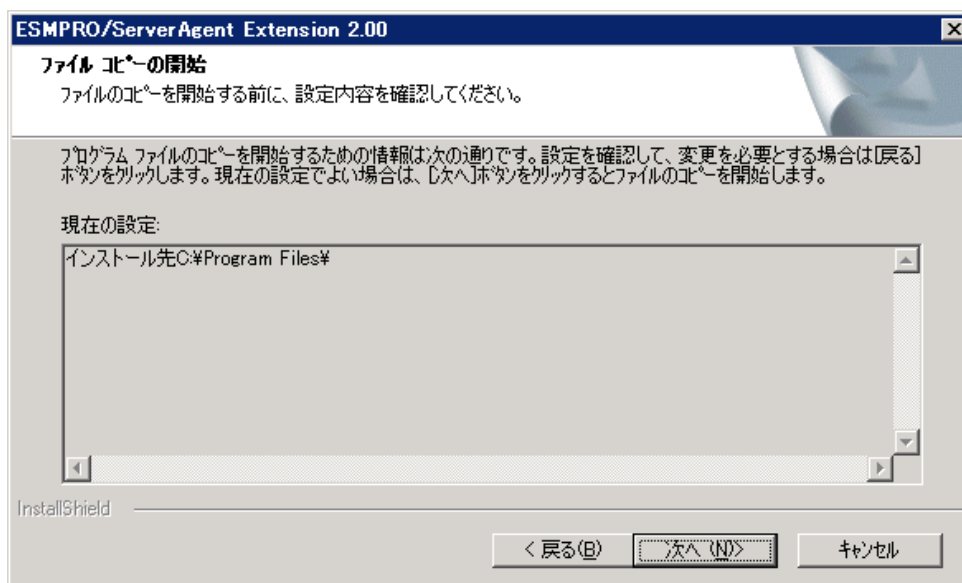 ESMPRO/ServerAgent Extension 2.00
ファイル コピーの開始
ファイルのコピーを開始する前に、設定内容を確認してください。
プログラム ファイルのコピーを開始するための情報は次の通りです。設定を確認して、変更を必要とする場合は[戻る]
ボタンをクリックします。現在の設定でよい場合は、[次へ]ボタンをクリックするとファイルのコピーを開始します。
現在の設定:
インストール先C:¥Program Files¥
InstallShield
< 戻る(B)
次へ (N)>
キャンセル